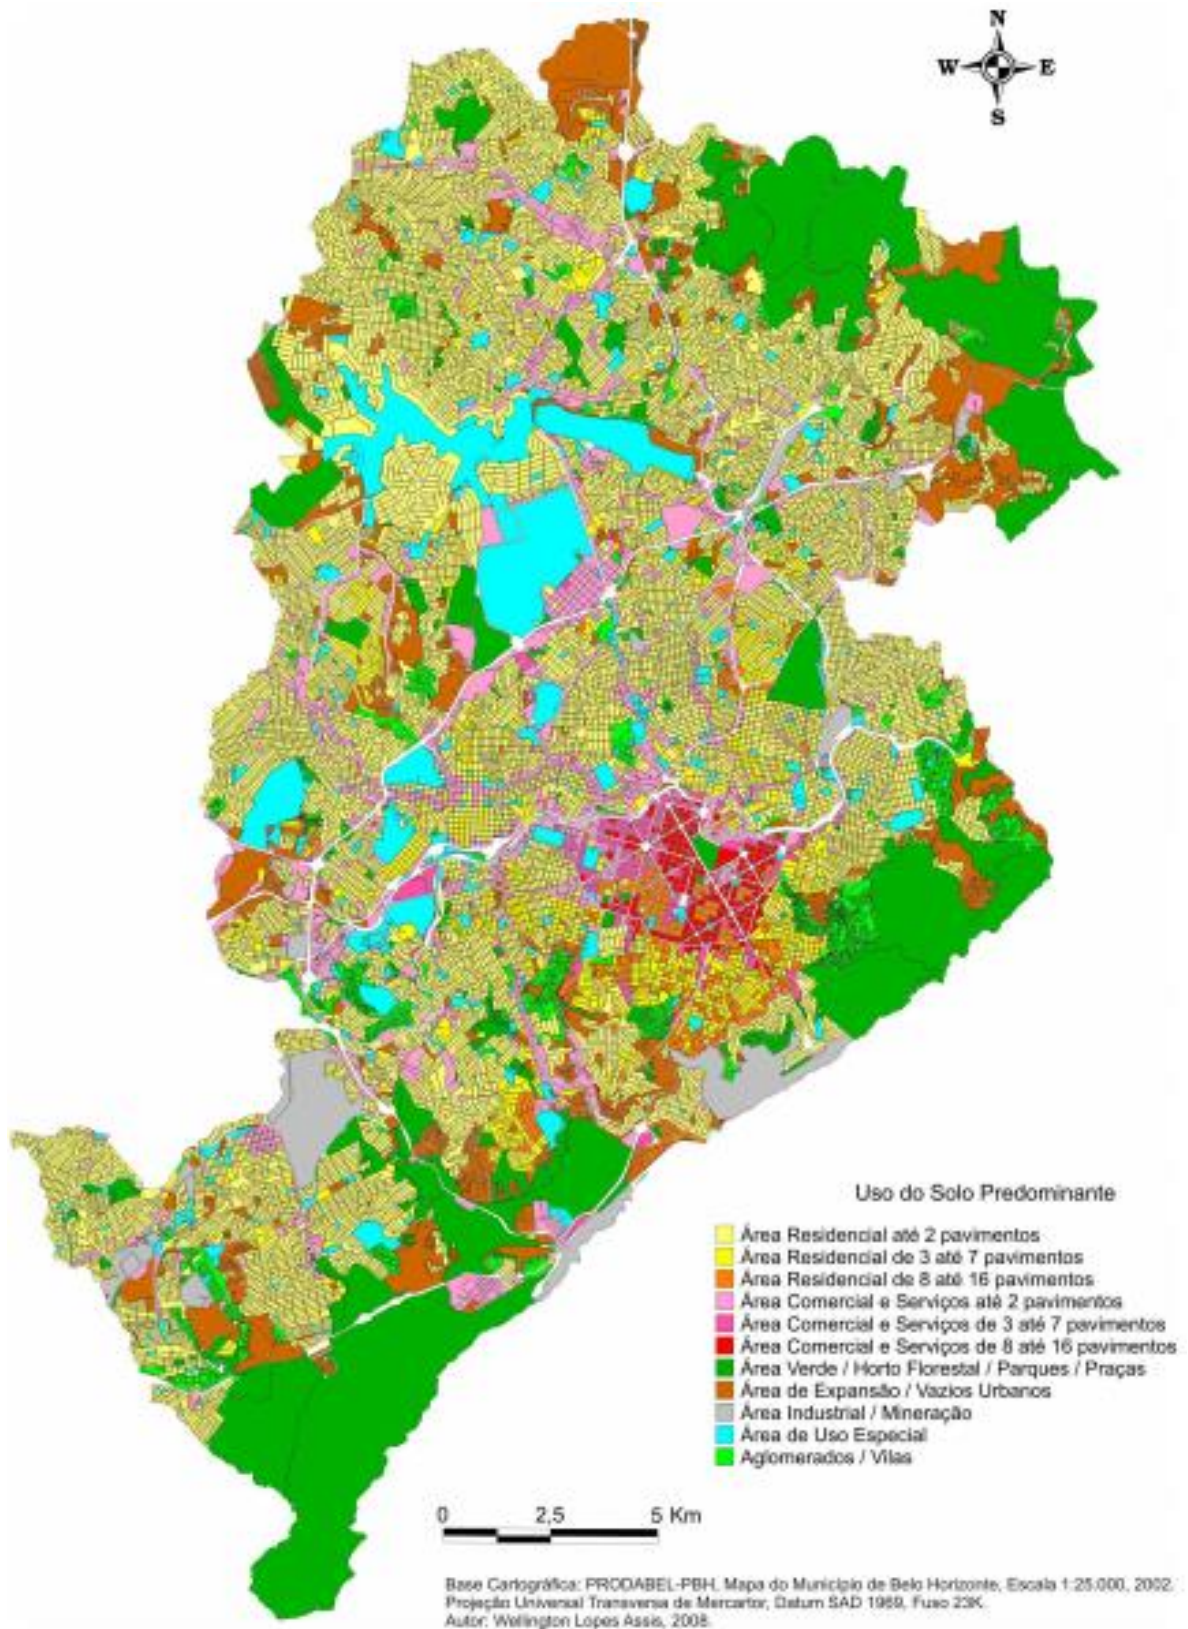 N
W E
S
Uso do Solo Predominante
Área Residencial até 2 pavimentos
Área Residencial de 3 até 7 pavimentos
Área Residencial de 8 até 16 pavimentos
Área Comercial e Serviços até 2 pavimentos
Área Comercial e Serviços de 3 até 7 pavimentos
Área Comercial e Serviços de 8 até 16 pavimentos
Área Verde / Horto Florestal / Parques / Praças
Área de Expansão / Vazios Urbanos
Área Industrial / Mineração
Área de Uso Especial
Aglomerados / Vilas
0 2,5 5 Km
Base Cartográfica: PRODABEL-PBH, Mapa do Município de Belo Horizonte, Escala 1:25.000, 2002.
Projeção Universal Transversa de Mercartor, Datum SAD 1969, Fuso 23K.
Autor: Wellington Lopes Assis, 2008.